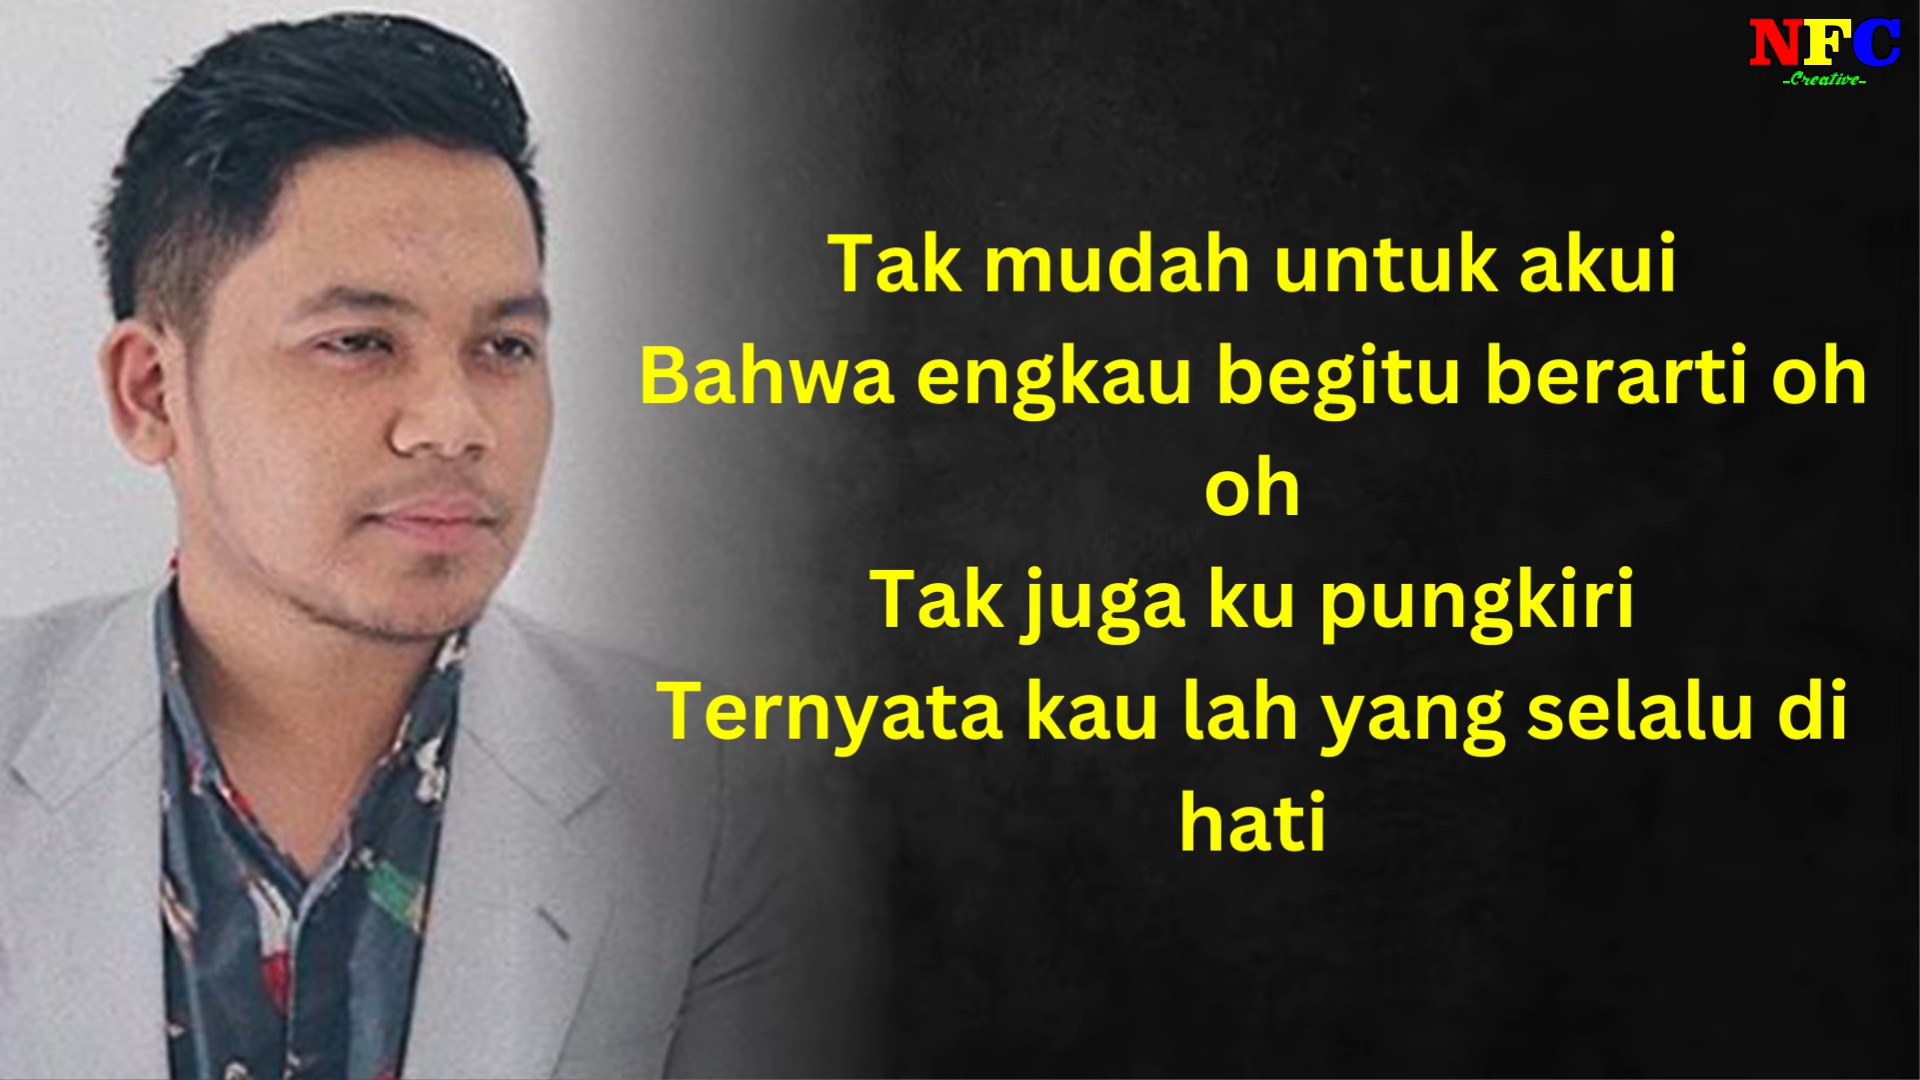 NFC
-Creative-
Tak mudah untuk akui
Bahwa engkau begitu berarti oh
oh
Tak juga ku pungkiri
Ternyata kau lah yang selalu di
hati